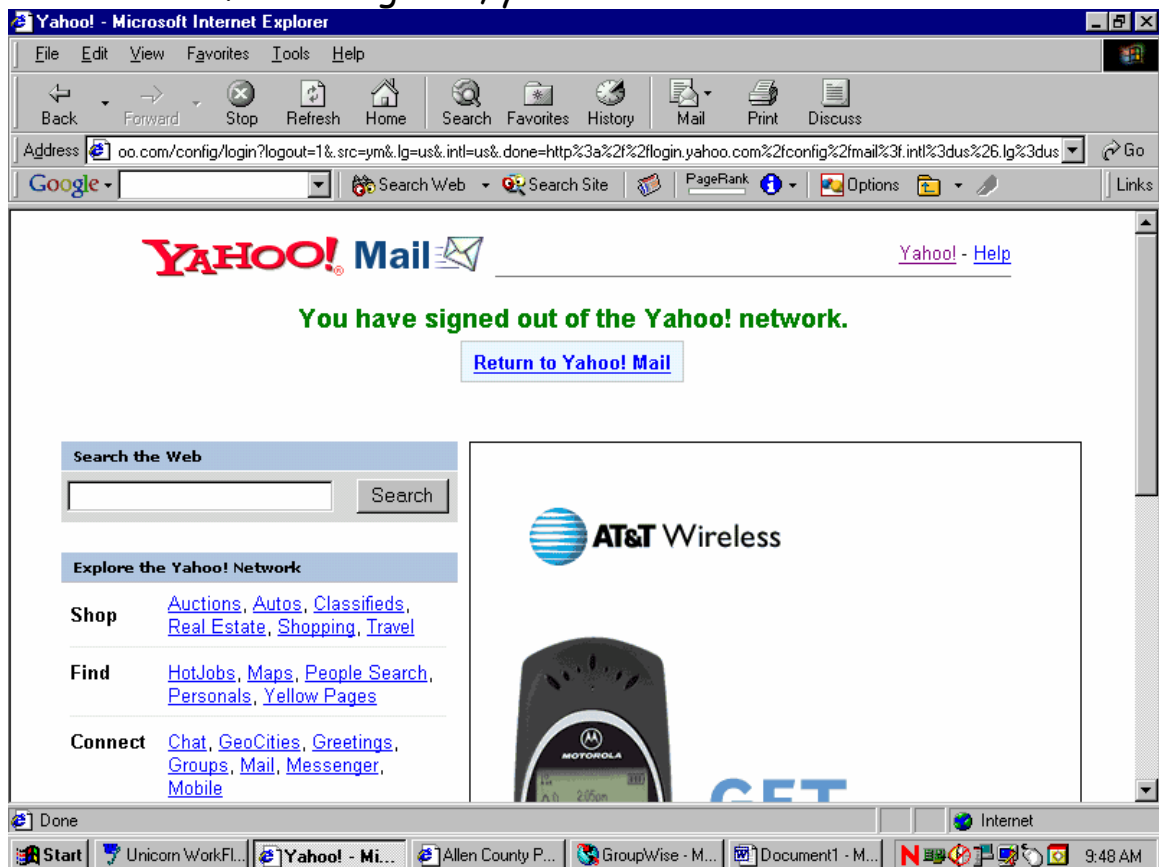 Yahoo! - Microsoft Internet Explorer
File Edit View Favorites Tools Help
Back Forward Stop Refresh Home Search Favorites History Mail Print Discuss
Address oo.com/config/login?logout=1&.src=ym&.lg=us&.intl=us&.done=http%3a%2f%2flogin.yahoo.com%2fconfig%2fmail%3f.intl%3dus%26.lg%3dus Go
Google Search Web Search Site PageRank Options Links
YAHOO!® Mail Yahoo! - Help
You have signed out of the Yahoo! network.
Return to Yahoo! Mail
Search the Web
Search
Explore the Yahoo! Network
Shop Auctions, Autos, Classifieds,
Real Estate, Shopping, Travel
Find HotJobs, Maps, People Search,
Personals, Yellow Pages
Connect Chat, GeoCities, Greetings,
Groups, Mail, Messenger,
Mobile
AT&T Wireless
MOTOROLA
2:05pm
GET
Done Internet
Start Unicorn WorkFl... Yahoo! - Mi... Allen County P... GroupWise - M... Document1 - M... 9:48 AM